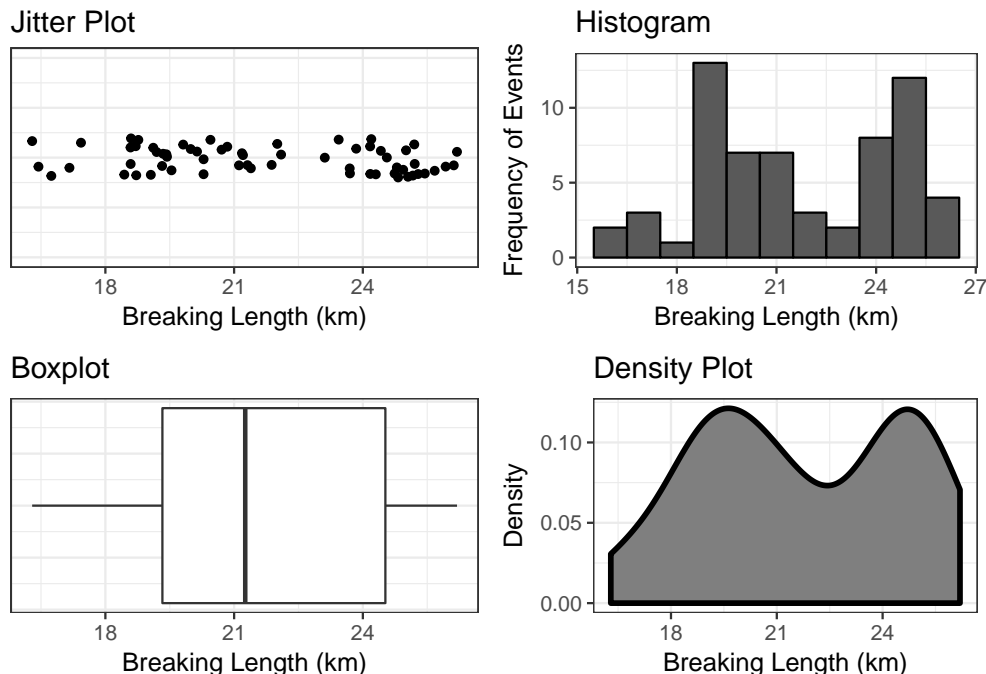 Jitter Plot
18 21 24
Breaking Length (km)
Histogram
Frequency of Events
10
5
0
15 18 21 24 27
Breaking Length (km)
Boxplot
18 21 24
Breaking Length (km)
Density Plot
Density
0.10
0.05
0.00
18 21 24
Breaking Length (km)